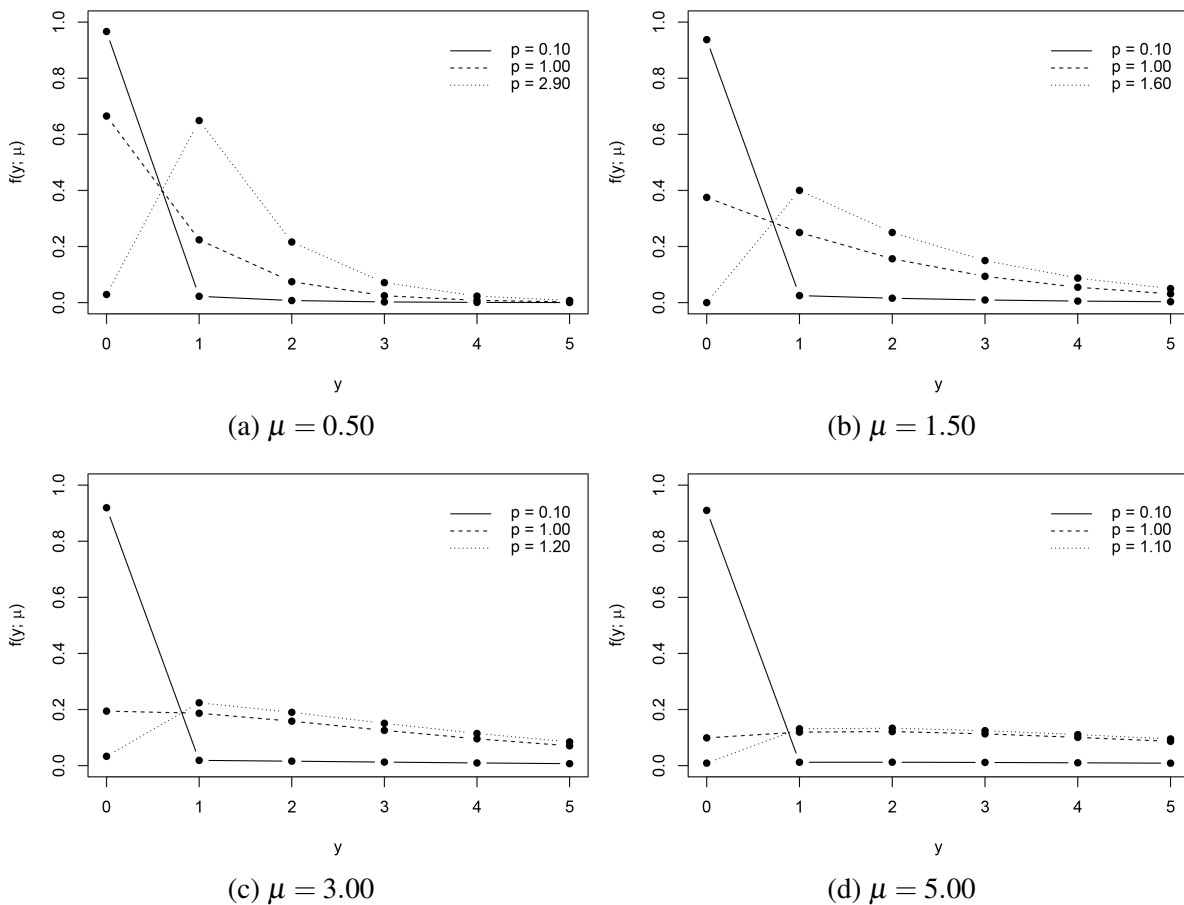 f(y; μ)
1.0
0.8
0.6
0.4
0.2
0.0
p = 0.10
p = 1.00
p = 2.90
0 1 2 3 4 5
y
(a) μ = 0.50
f(y; μ)
1.0
0.8
0.6
0.4
0.2
0.0
p = 0.10
p = 1.00
p = 1.60
0 1 2 3 4 5
y
(b) μ = 1.50
f(y; μ)
1.0
0.8
0.6
0.4
0.2
0.0
p = 0.10
p = 1.00
p = 1.20
0 1 2 3 4 5
y
(c) μ = 3.00
f(y; μ)
1.0
0.8
0.6
0.4
0.2
0.0
p = 0.10
p = 1.00
p = 1.10
0 1 2 3 4 5
y
(d) μ = 5.00